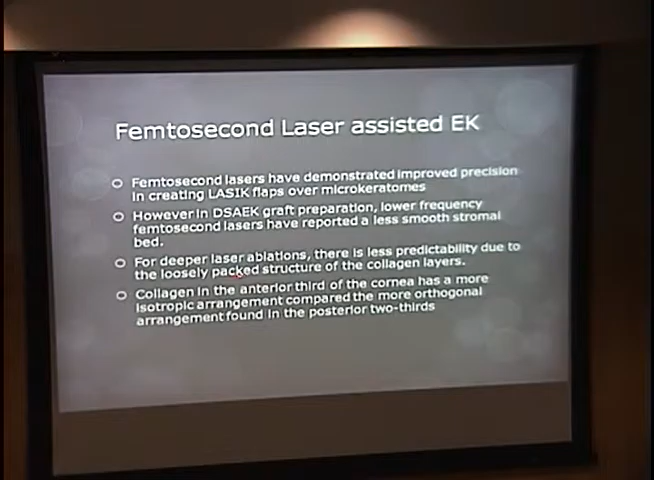 Femtosecond Laser assisted EK
Femtosecond lasers have demonstrated improved precision
in creating LASIK flaps over microkeratomes
However in DSAEK graft preparation, lower frequency
femtosecond lasers have reported a less smooth stromal
bed.
For deeper laser ablations, there is less predictability due to
the loosely packed structure of the collagen layers.
Collagen in the anterior third of the cornea has a more
isotropic arrangement compared the more orthogonal
arrangement found in the posterior two-thirds